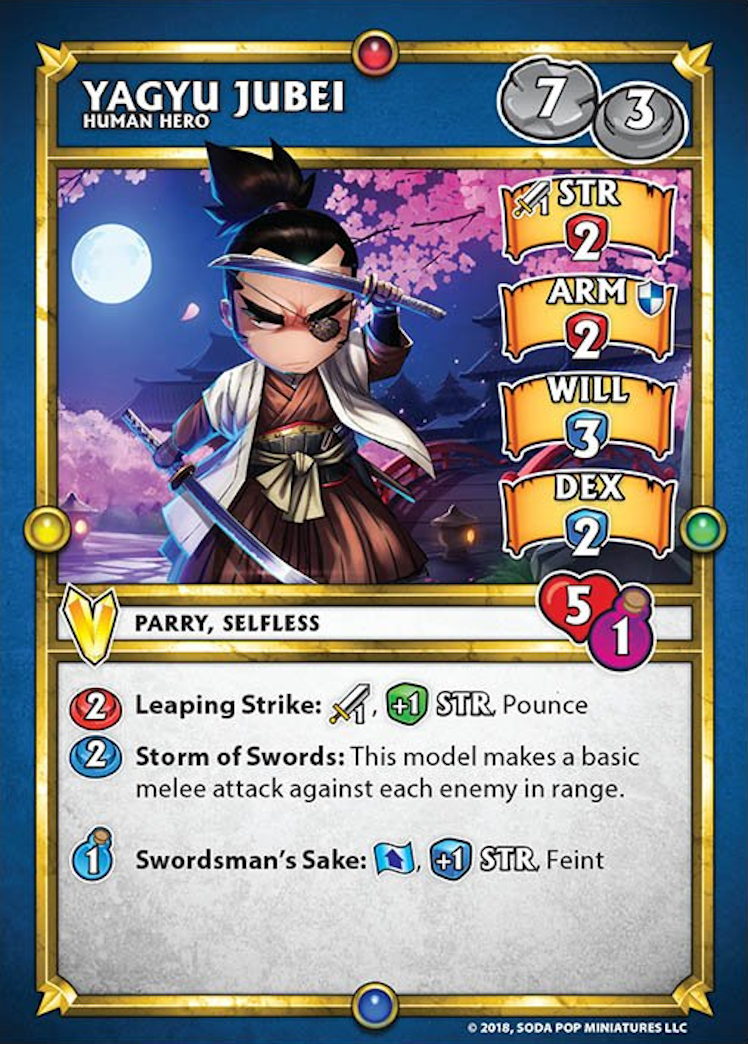 YAGYU JUBEI
HUMAN HERO
7
3
STR
2
ARM
2
WILL
3
DEX
2
5
1
PARRY, SELFLESS
2 Leaping Strike: , +1 STR, Pounce
2 Storm of Swords: This model makes a basic
melee attack against each enemy in range.
1 Swordsman's Sake: , +1 STR, Feint
© 2018, SODA POP MINIATURES LLC